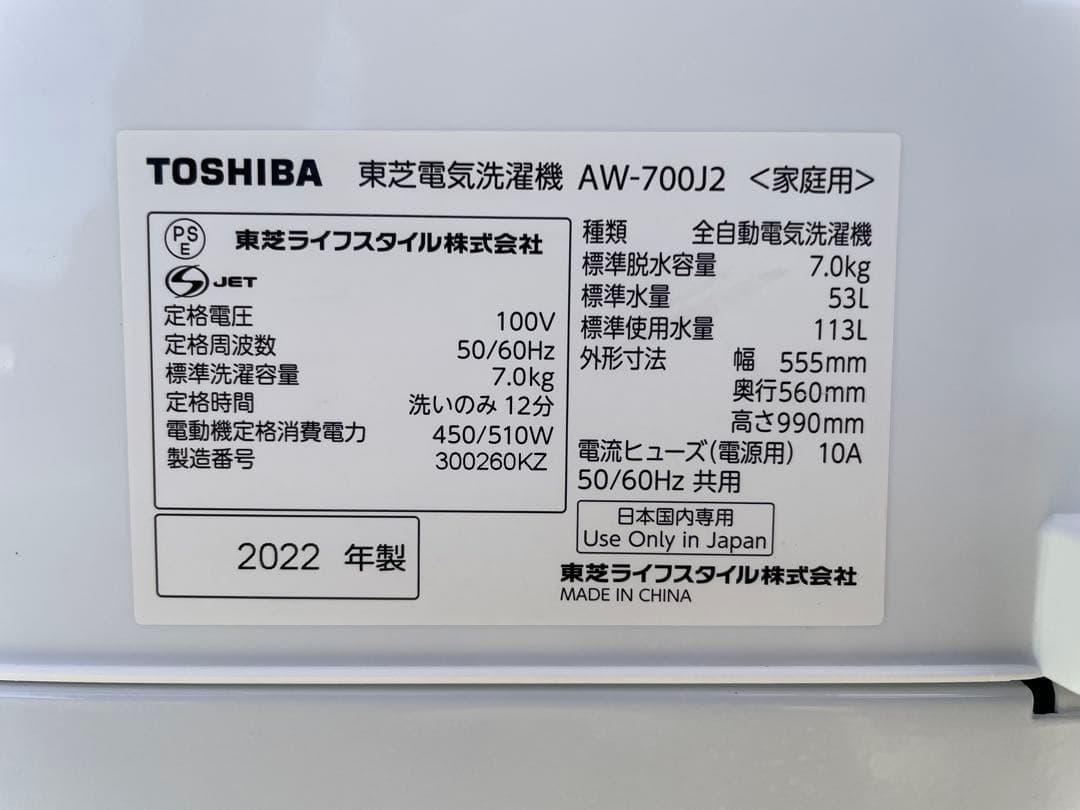 TOSHIBA 東芝電気洗濯機 AW-700J2 <家庭用>
PSE 東芝ライフスタイル株式会社
S JET
定格電圧 100V
定格周波数 50/60Hz
標準洗濯容量 7.0kg
定格時間 洗いのみ 12分
電動機定格消費電力 450/510W
製造番号 300260KZ
2022 年製
種類 全自動電気洗濯機
標準脱水容量 7.0kg
標準水量 53L
標準使用水量 113L
外形寸法 幅 555mm
奥行560mm
高さ990mm
電流ヒューズ(電源用) 10A
50/60Hz 共用
日本国内専用
Use Only in Japan
東芝ライフスタイル株式会社
MADE IN CHINA